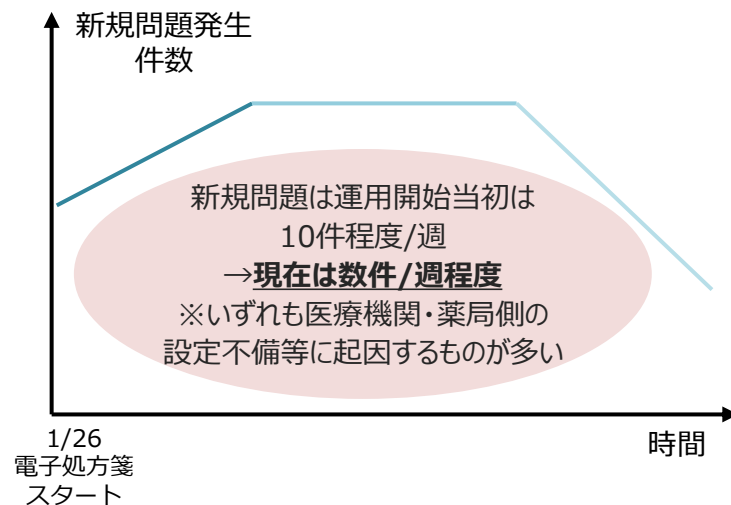 新規問題発生
件数
新規問題は運用開始当初は
10件程度/週
→現在は数件/週程度
※いずれも医療機関・薬局側の
設定不備等に起因するものが多い
1/26
電子処方箋
スタート
時間